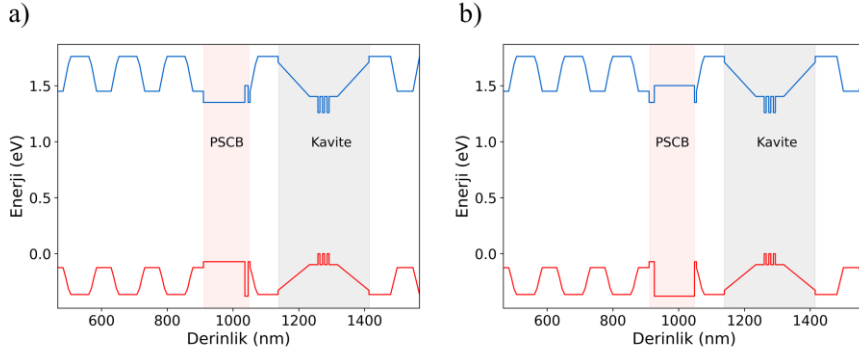 a)
b)
1.5
1.0
0.5
0.0
Enerji (eV)
PSCB
Kavite
600
800
1000
1200
1400
Derinlik (nm)
1.5
1.0
0.5
0.0
Enerji (eV)
PSCB
Kavite
600
800
1000
1200
1400
Derinlik (nm)